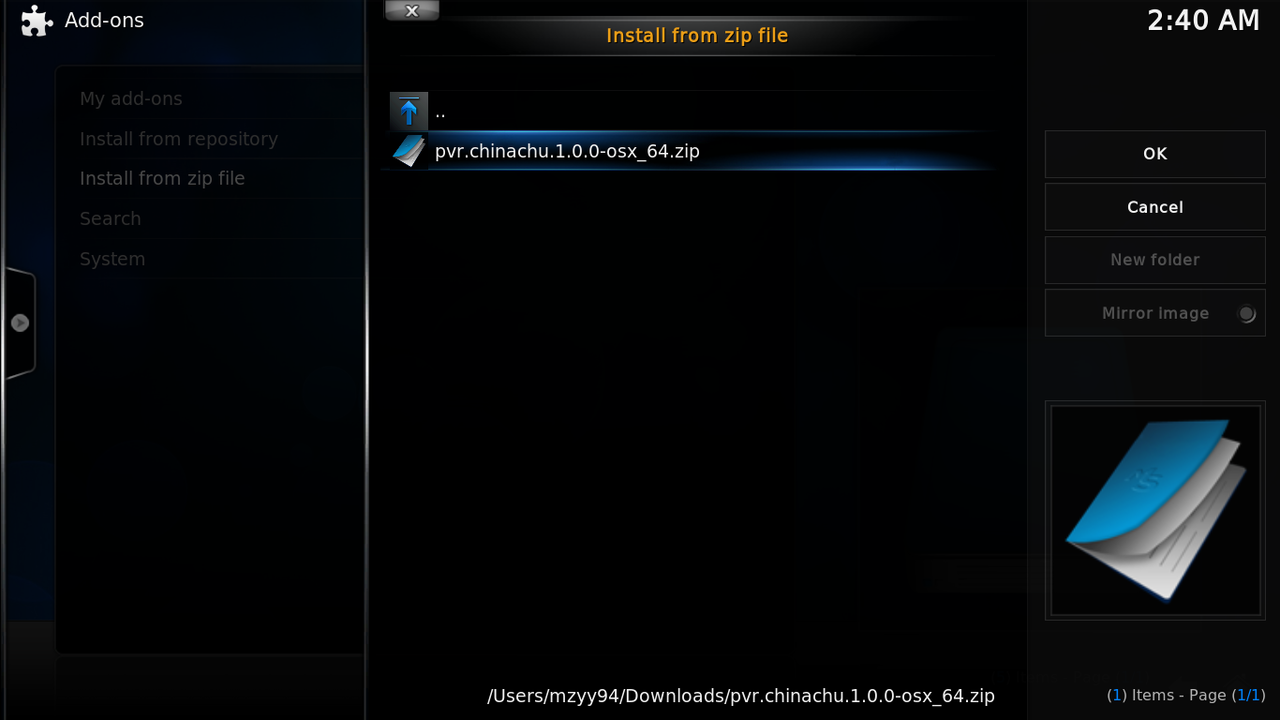 Add-ons
2:40 AM
Install from zip file
My add-ons
Install from repository
Install from zip file
Search
System
..
pvr.chinachu.1.0.0-osx_64.zip
OK
Cancel
New folder
Mirror image
/Users/mzyy94/Downloads/pvr.chinachu.1.0.0-osx_64.zip
(1) Items - Page (1/1)